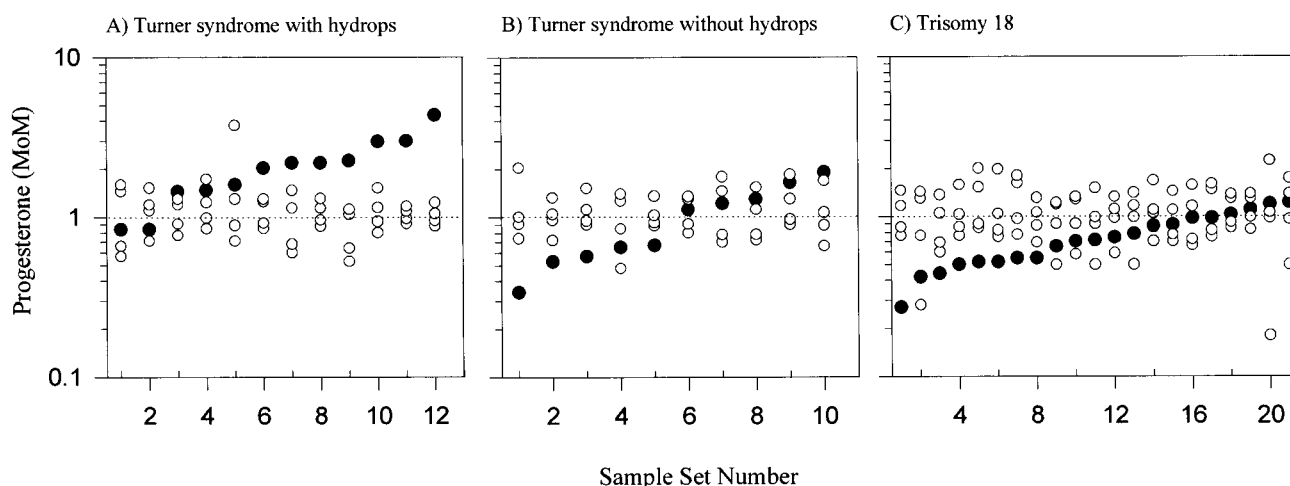 A) Turner syndrome with hydrops
B) Turner syndrome without hydrops
C) Trisomy 18
Progesterone (MoM)
10
1
0.1
2 4 6 8 10 12
2 4 6 8 10
4 8 12 16 20
Sample Set Number